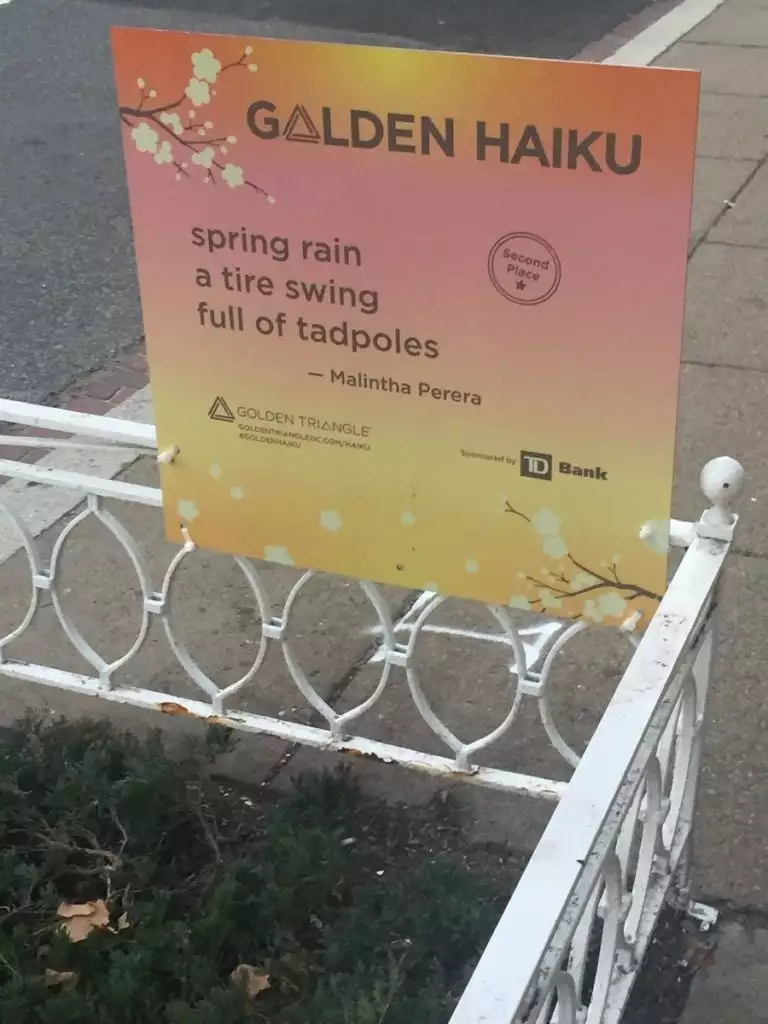 GOLDEN HAIKU
spring rain
a tire swing
full of tadpoles
Second
Place
— Malintha Perera
GOLDEN TRIANGLE
GOLDENTRIANGLEDC.COM/HAIKU
#GOLDENHAIKU
Sponsored by TD Bank